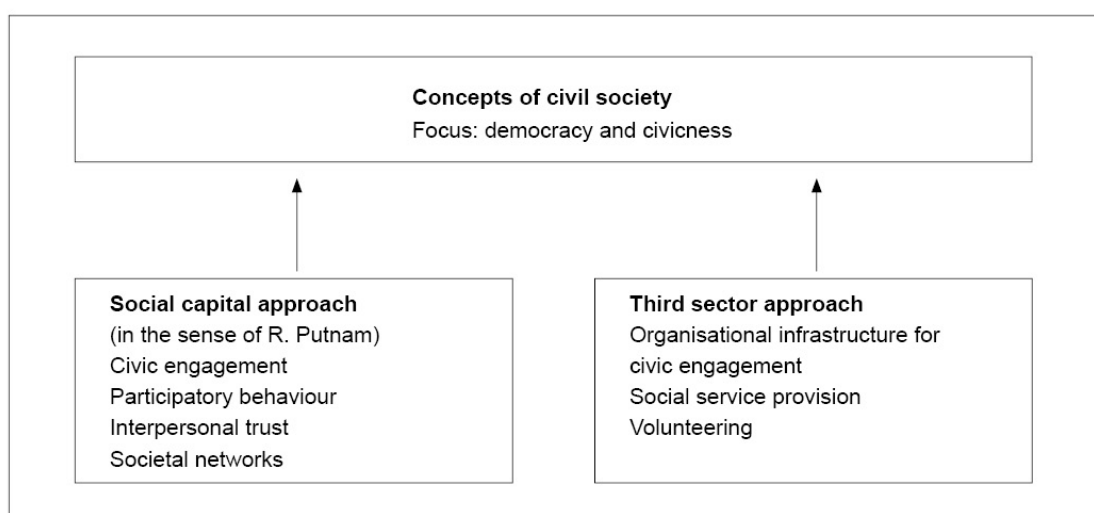 Concepts of civil society
Focus: democracy and civicness
Social capital approach
(in the sense of R. Putnam)
Civic engagement
Participatory behaviour
Interpersonal trust
Societal networks
Third sector approach
Organisational infrastructure for
civic engagement
Social service provision
Volunteering